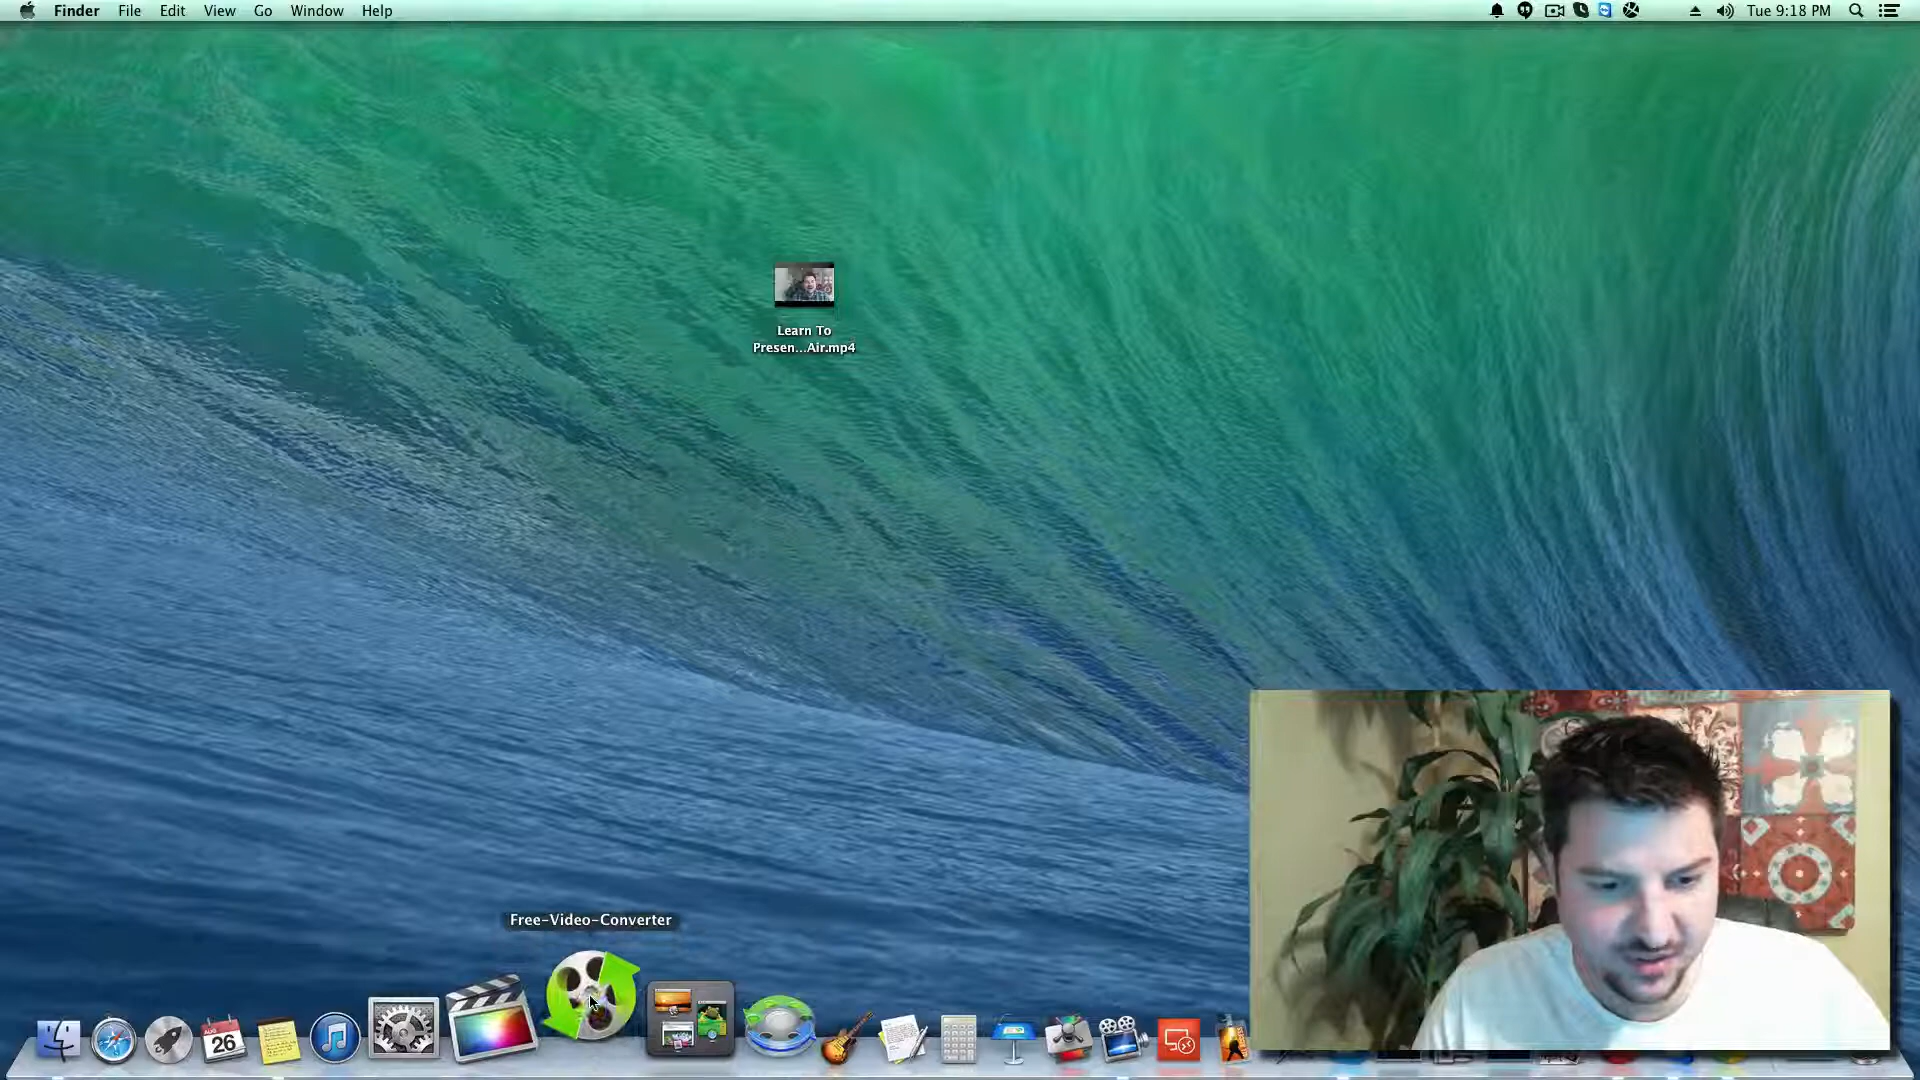 Finder File Edit View Go Window Help
Tue 9:18 PM
Learn To
Presen...Air.mp4
Free-Video-Converter
AUG
26